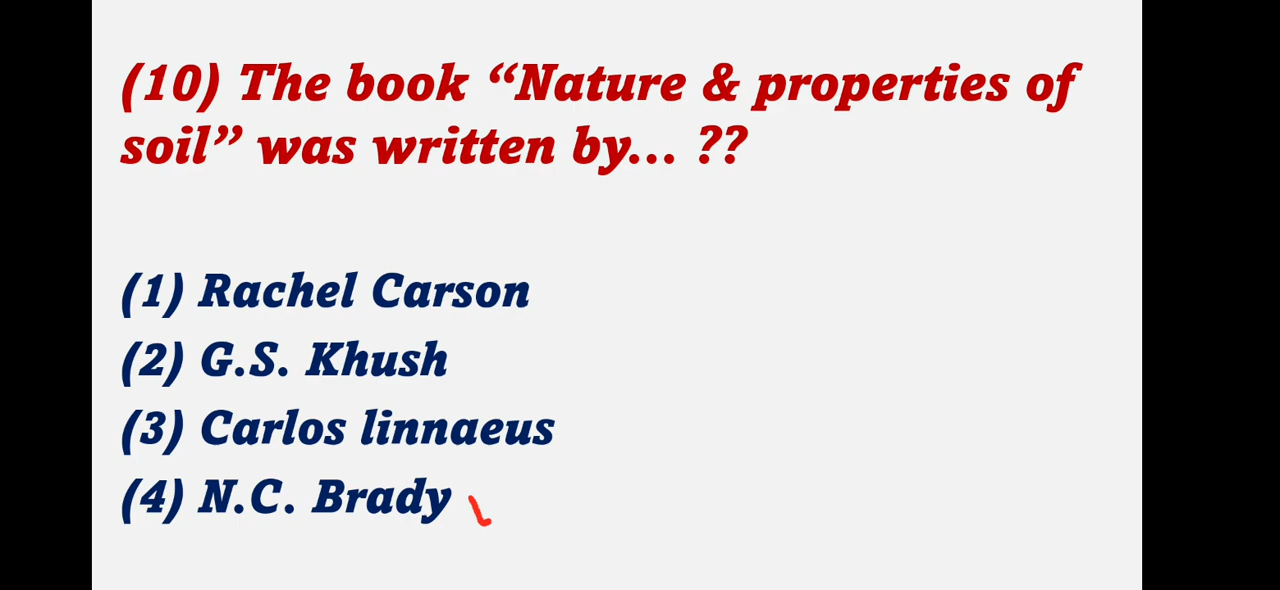 (10) The book “Nature & properties of
soil” was written by... ??
(1) Rachel Carson
(2) G.S. Khush
(3) Carlos linnaeus
(4) N.C. Brady